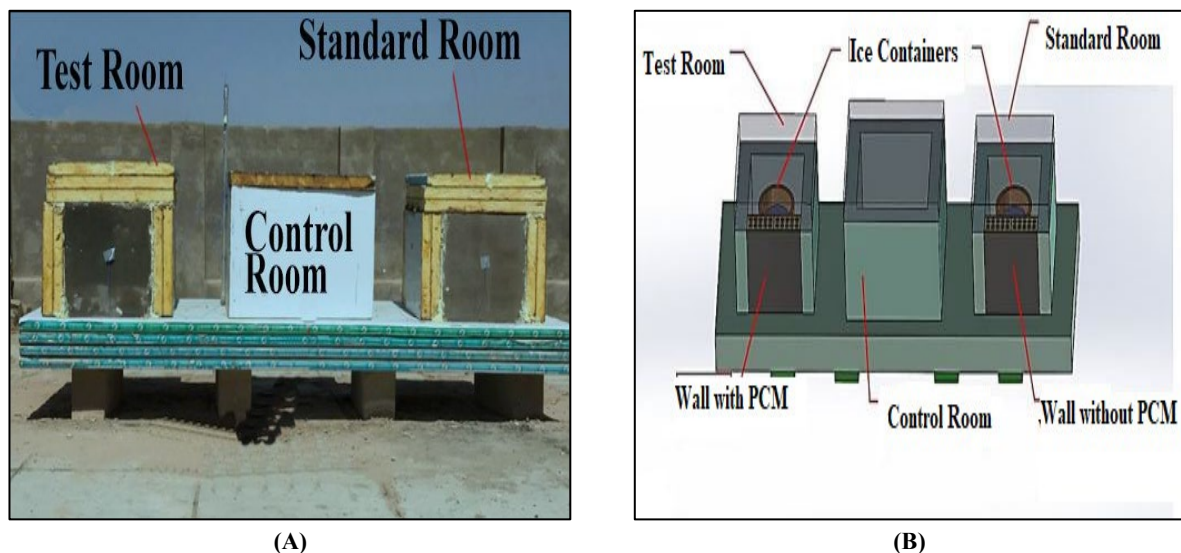 Test Room
Standard Room
Control
Room
(A)
Test Room
Ice Containers
Standard Room
Wall with PCM
Control Room
Wall without PCM
(B)